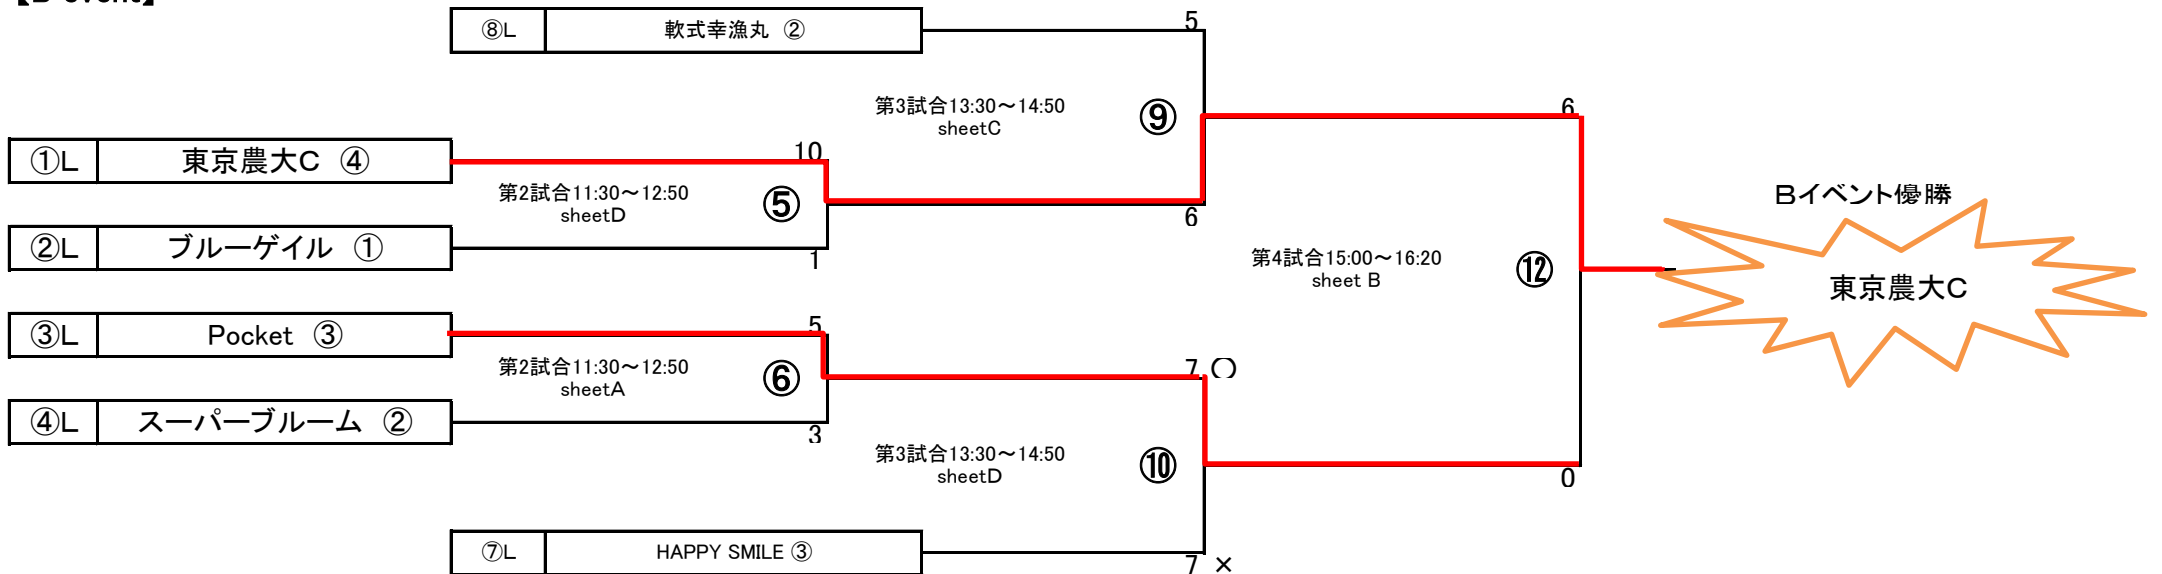 【B event】
⑧L 軟式幸漁丸 ②
5
第3試合13:30～14:50
sheetC
⑨
6
①L 東京農大C ④
10
第2試合11:30～12:50
sheetD
⑤
6
②L ブルーゲイル ①
1
Bイベント優勝
東京農大C
第4試合15:00～16:20
sheet B
⑫
③L Pocket ③
5
第2試合11:30～12:50
sheetA
⑥
7 ○
④L スーパーブルーム ②
3
第3試合13:30～14:50
sheetD
⑩
0
⑦L HAPPY SMILE ③
7 ×